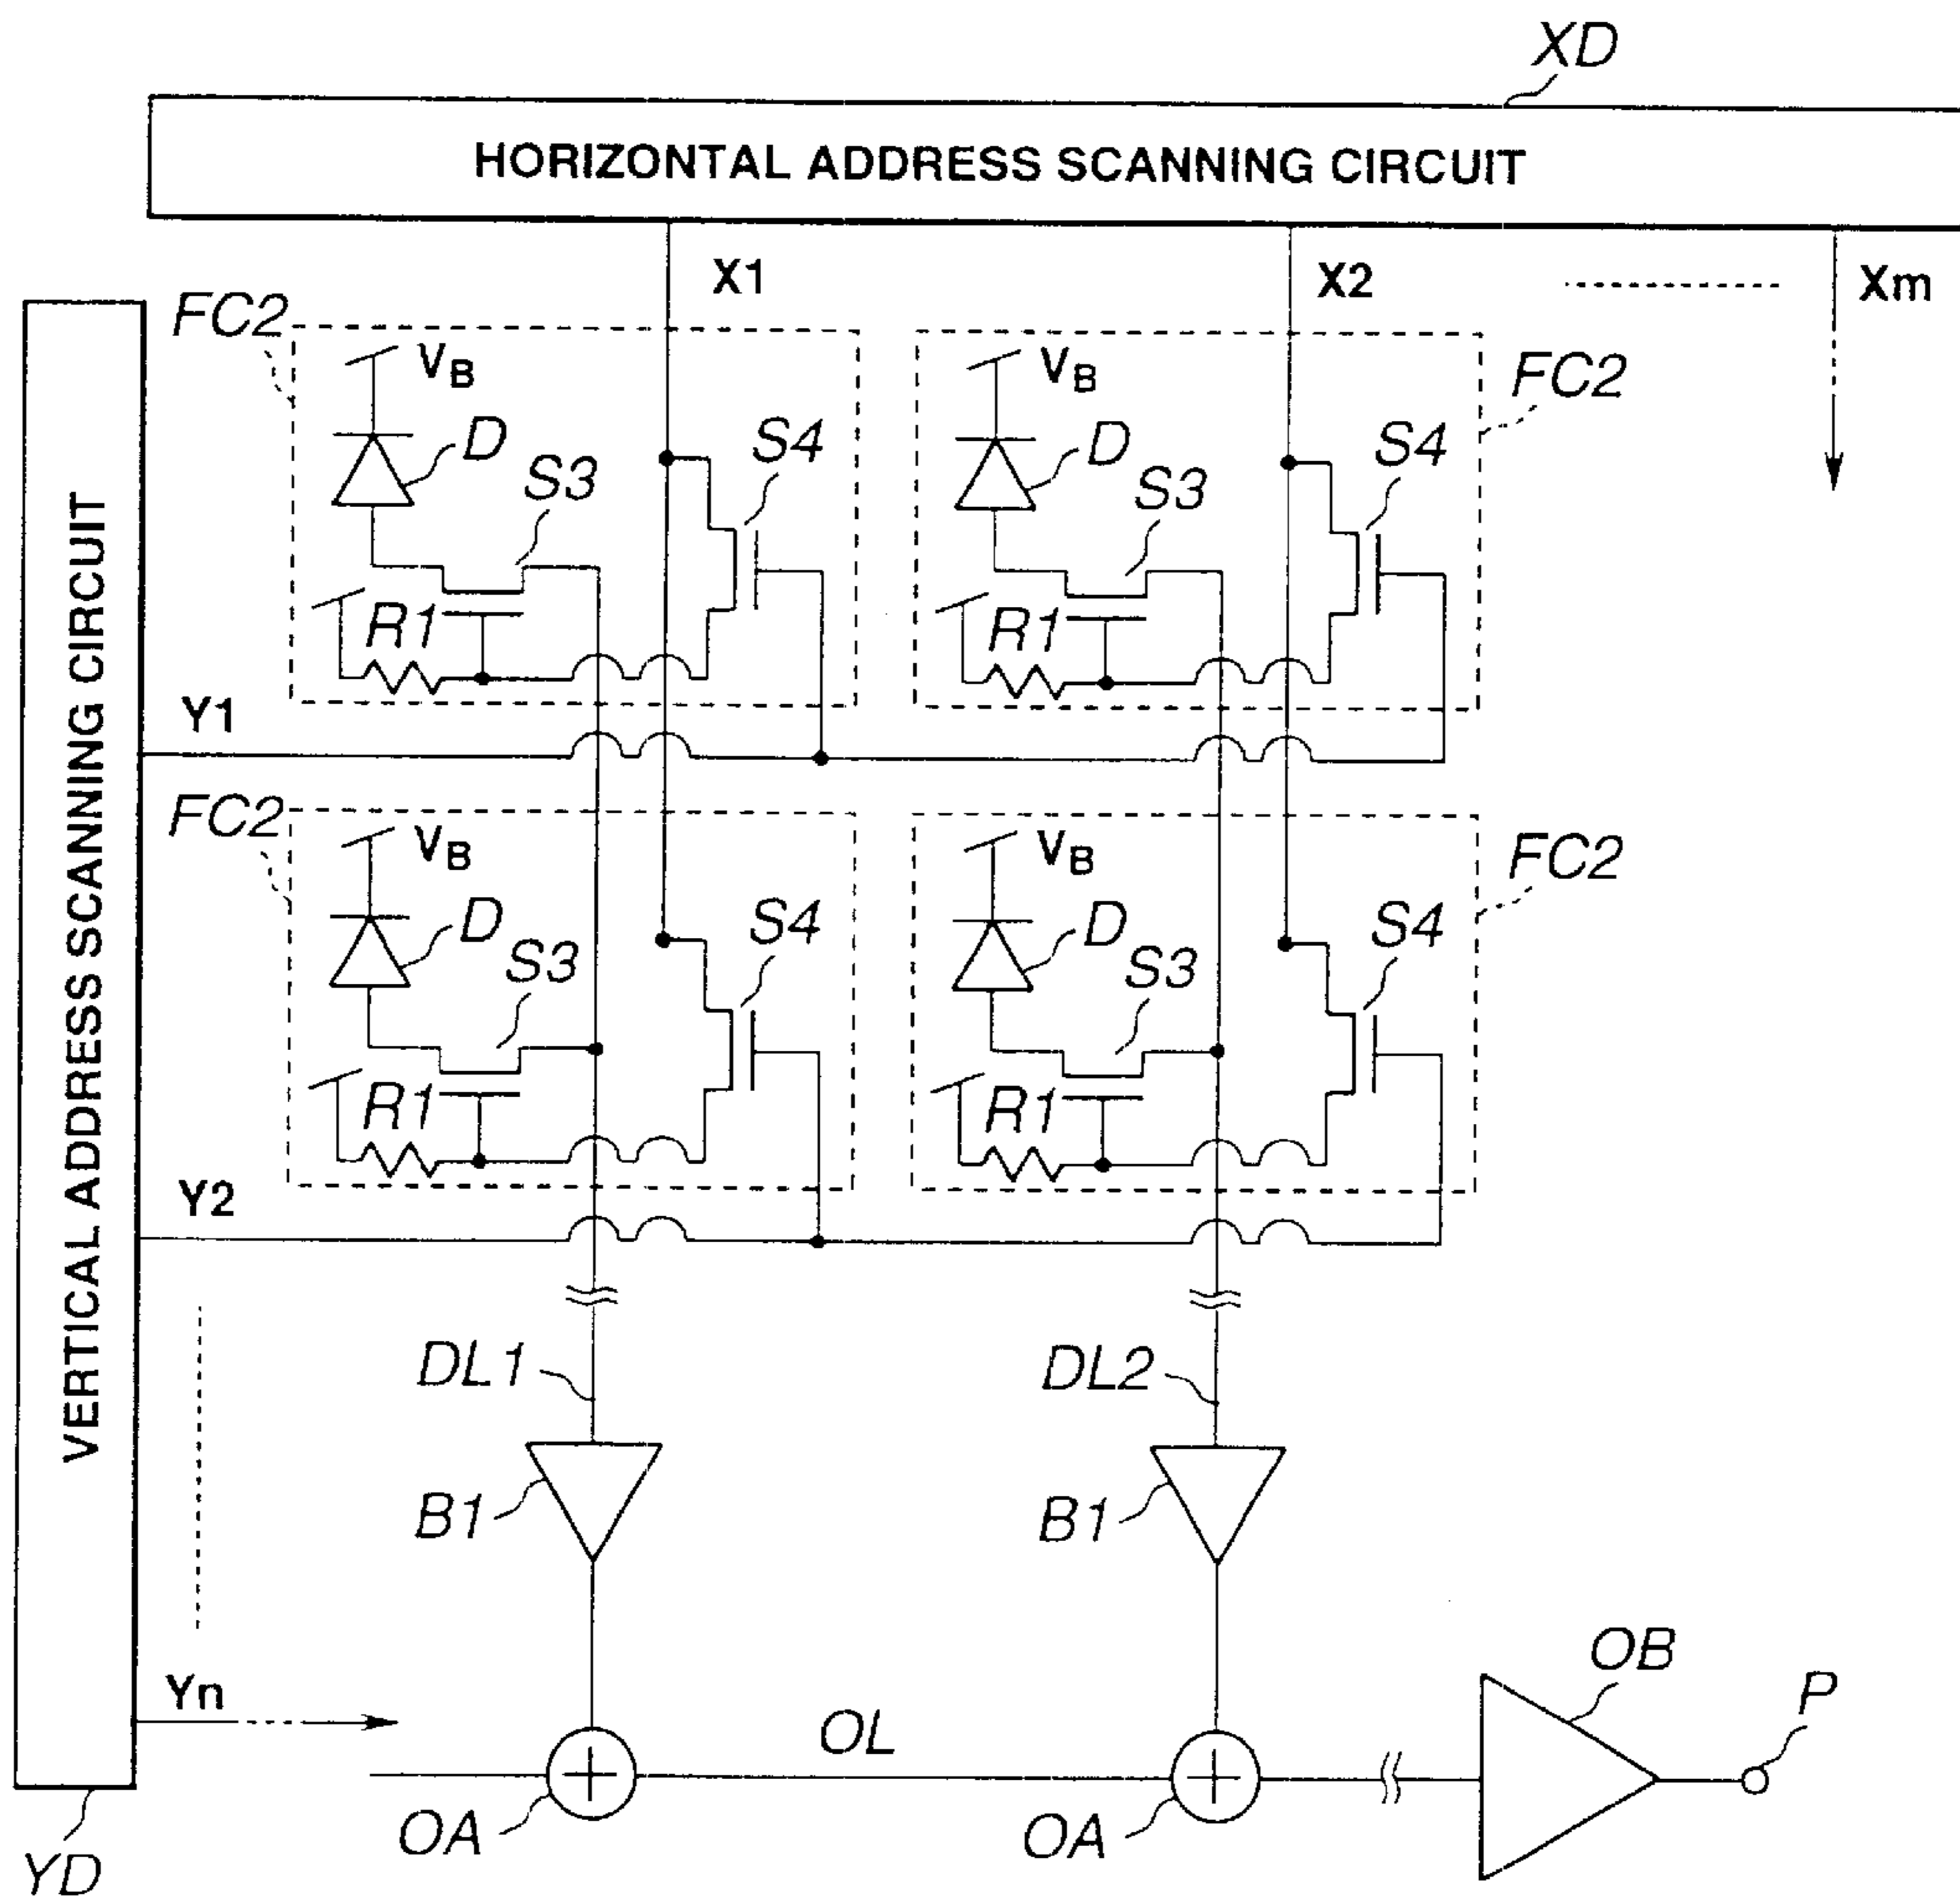 XD
HORIZONTAL ADDRESS SCANNING CIRCUIT
X1
X2
Xm
VERTICAL ADDRESS SCANNING CIRCUIT
FC2
VB
D
S3
S4
R1
VB
D
S3
S4
R1
FC2
Y1
FC2
VB
D
S3
S4
R1
VB
D
S3
S4
R1
FC2
Y2
DL1
DL2
B1
B1
Yn
OL
OA
OA
OB
P
YD